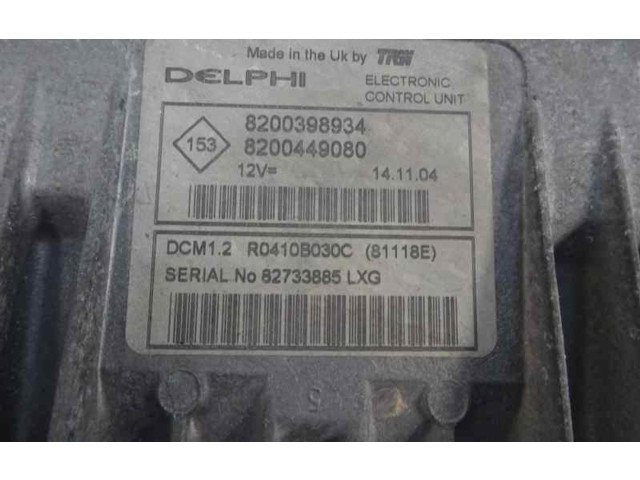 Made in the Uk by TRW
DELPHI
ELECTRONIC
CONTROL UNIT
153
8200398934
8200449080
12V=
14.11.04
DCM1.2 R0410B030C (81118E)
SERIAL No 82733885 LXG
5